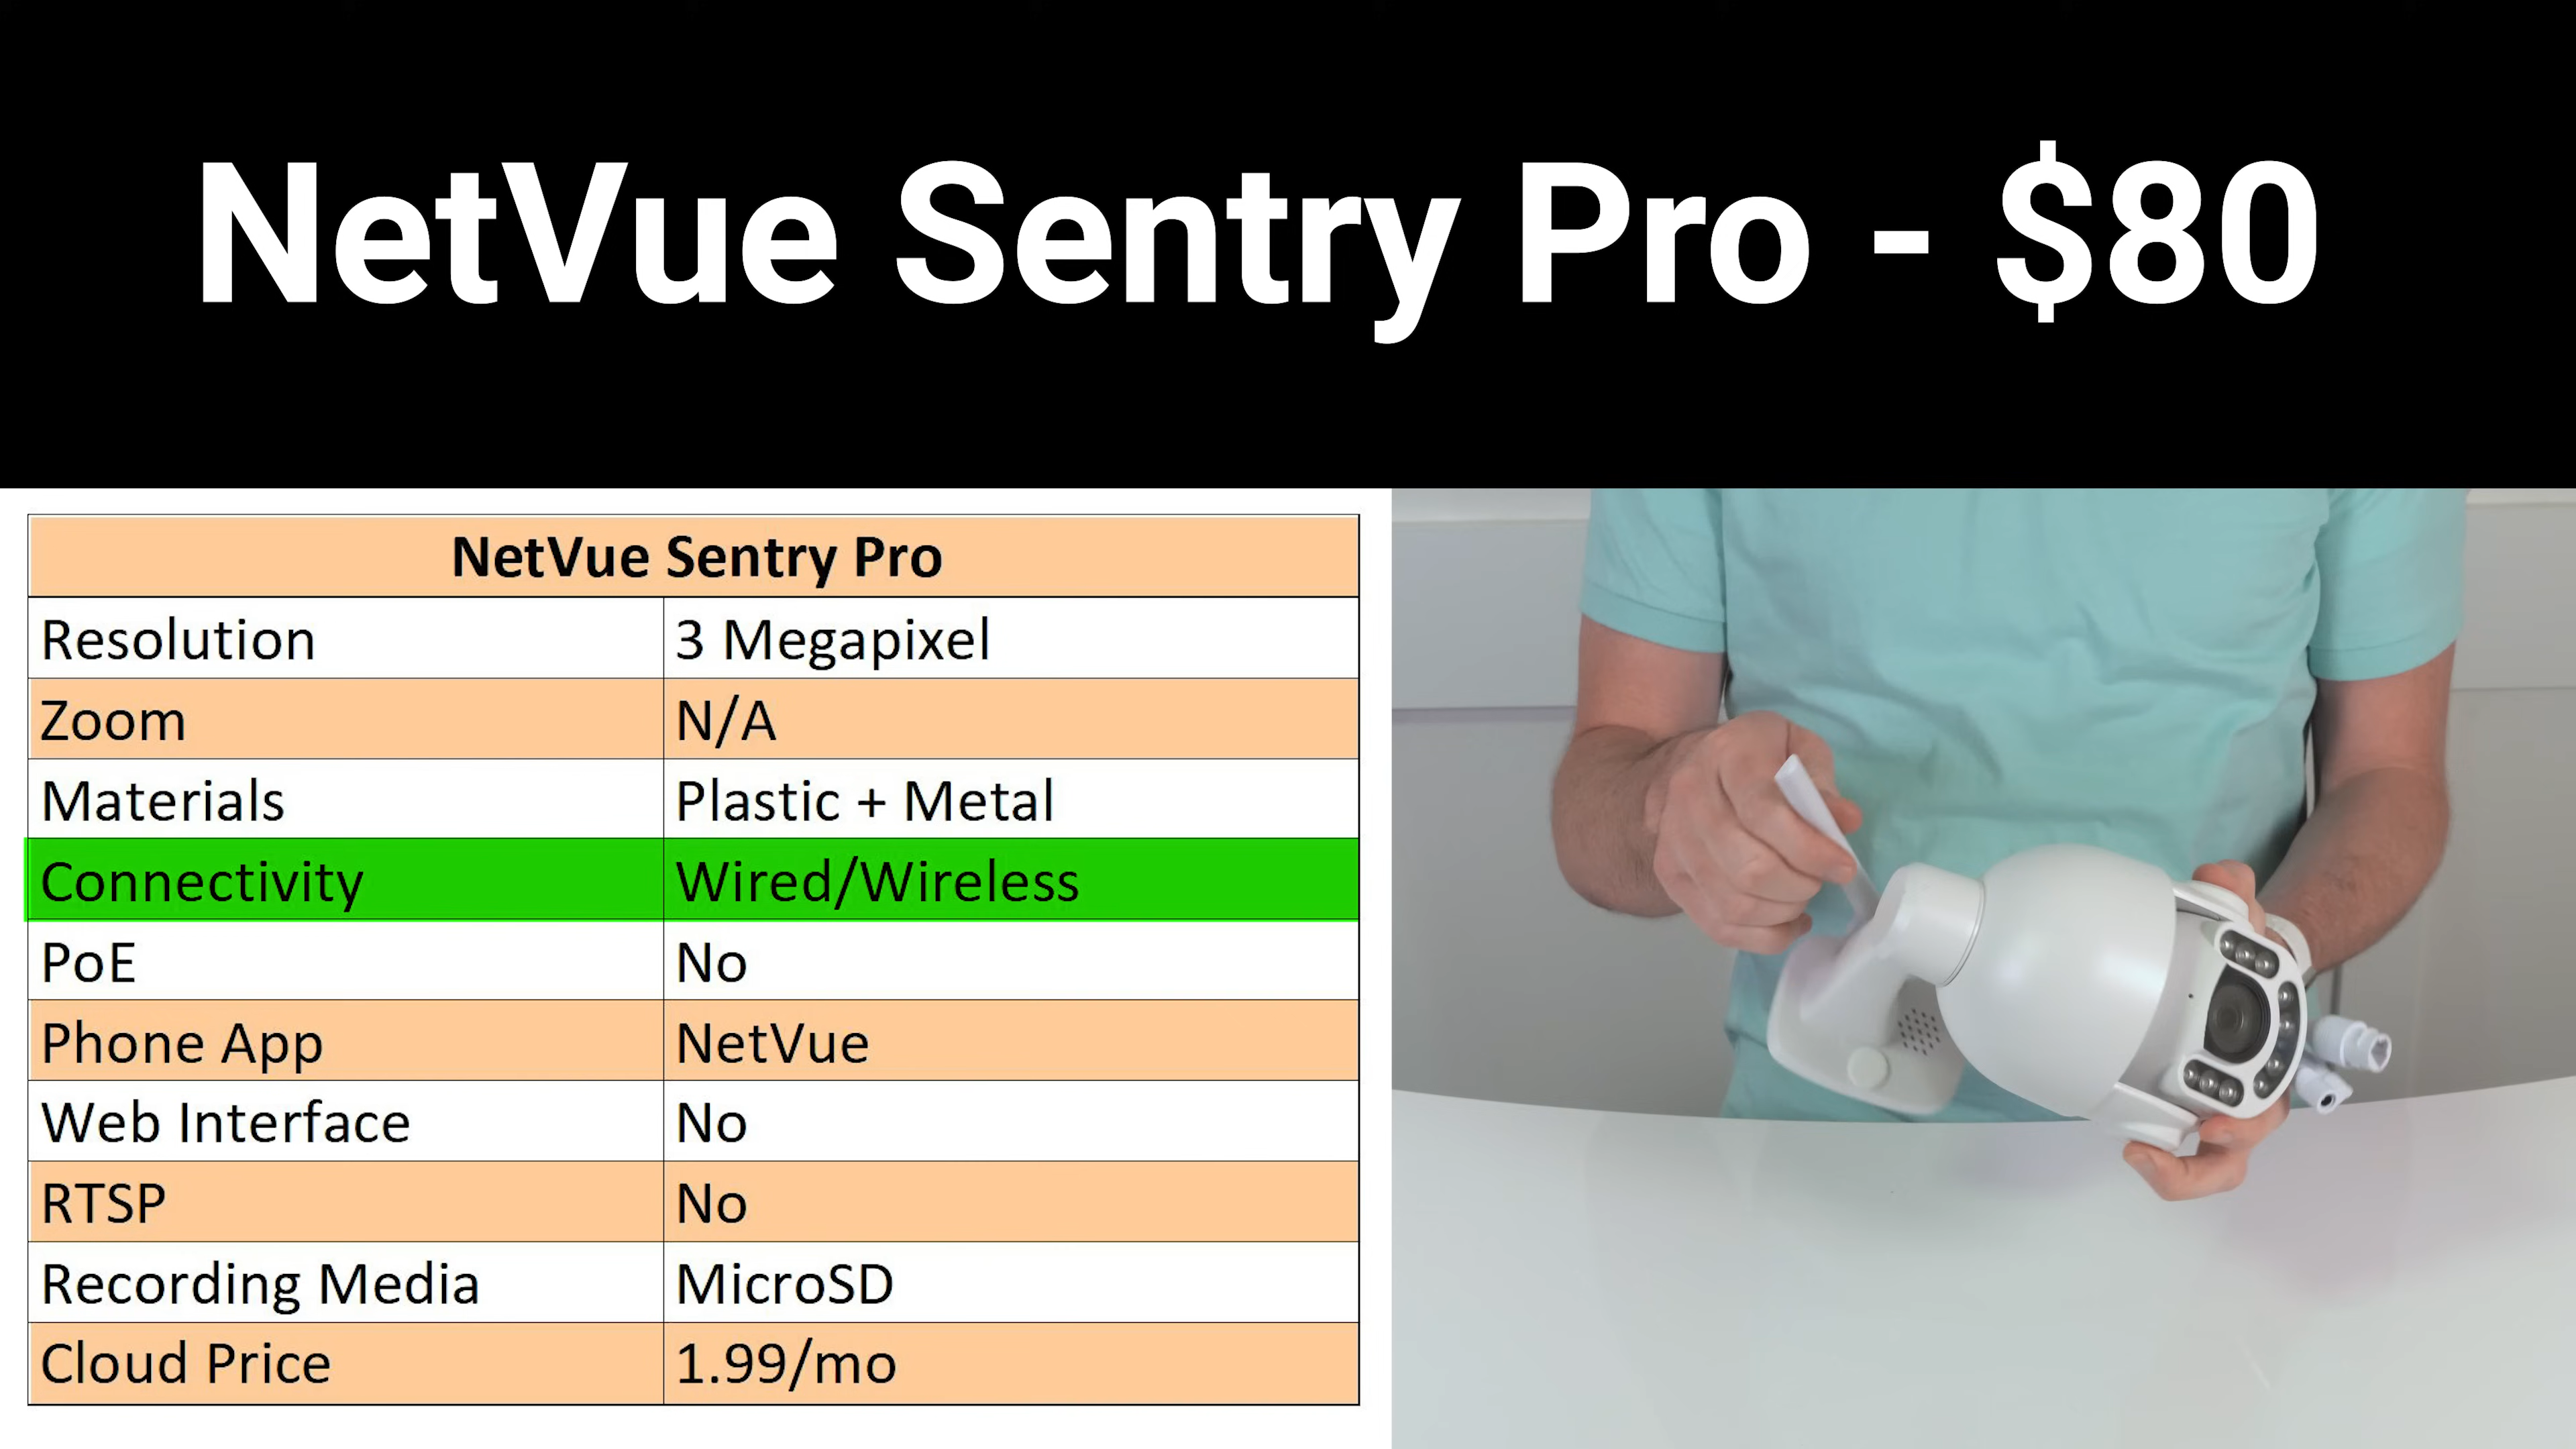 NetVue Sentry Pro - $80
NetVue Sentry Pro
Resolution 3 Megapixel
Zoom N/A
Materials Plastic + Metal
Connectivity Wired/Wireless
PoE No
Phone App NetVue
Web Interface No
RTSP No
Recording Media MicroSD
Cloud Price 1.99/mo